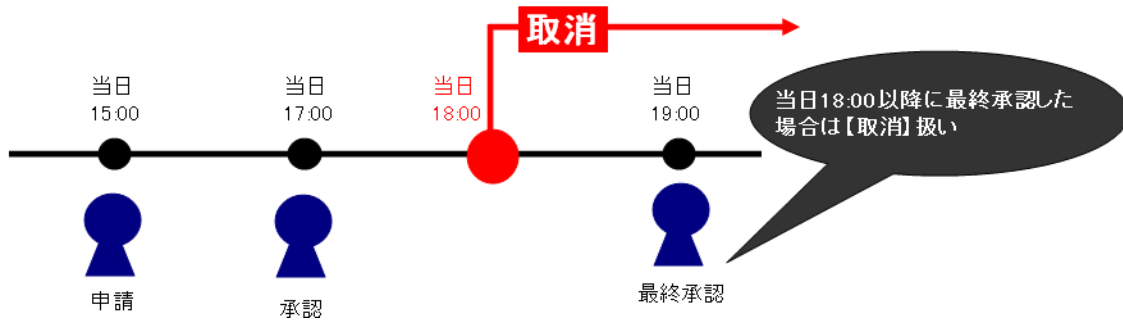 取消
当日
15:00
当日
17:00
当日
18:00
当日
19:00
当日18:00以降に最終承認した
場合は【取消】扱い
申請
承認
最終承認